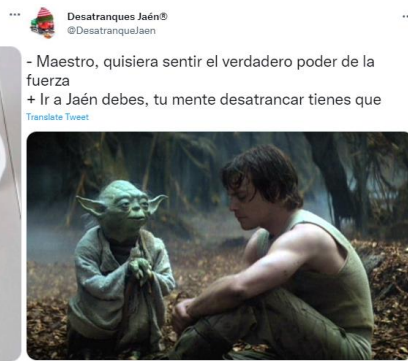 Desatranques Jaén®
@DesatranqueJaen
- Maestro, quisiera sentir el verdadero poder de la
fuerza
+ Ir a Jaén debes, tu mente desatrancar tienes que
Translate Tweet